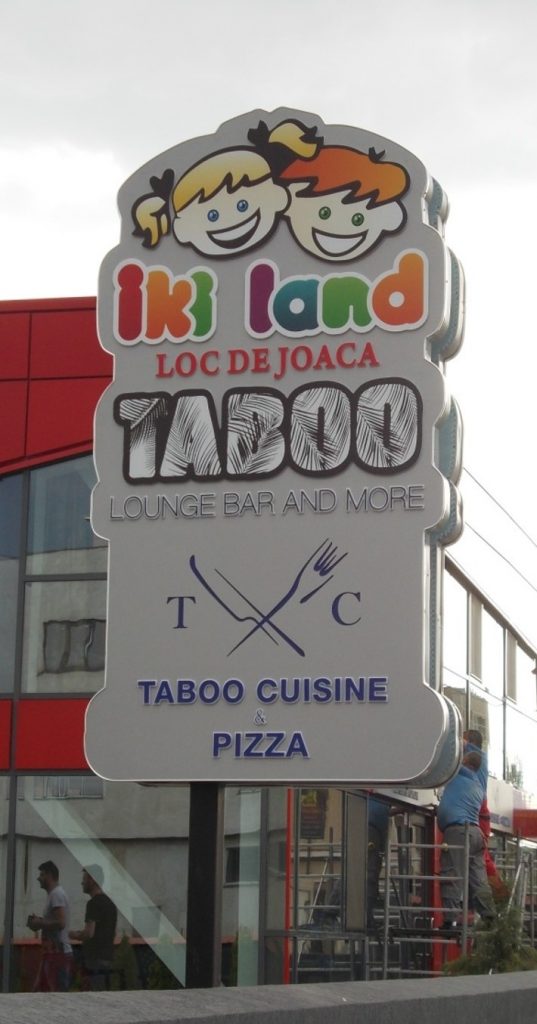 iki land
LOC DE JOACA
TABOO
LOUNGE BAR AND MORE
T C
TABOO CUISINE
&
PIZZA